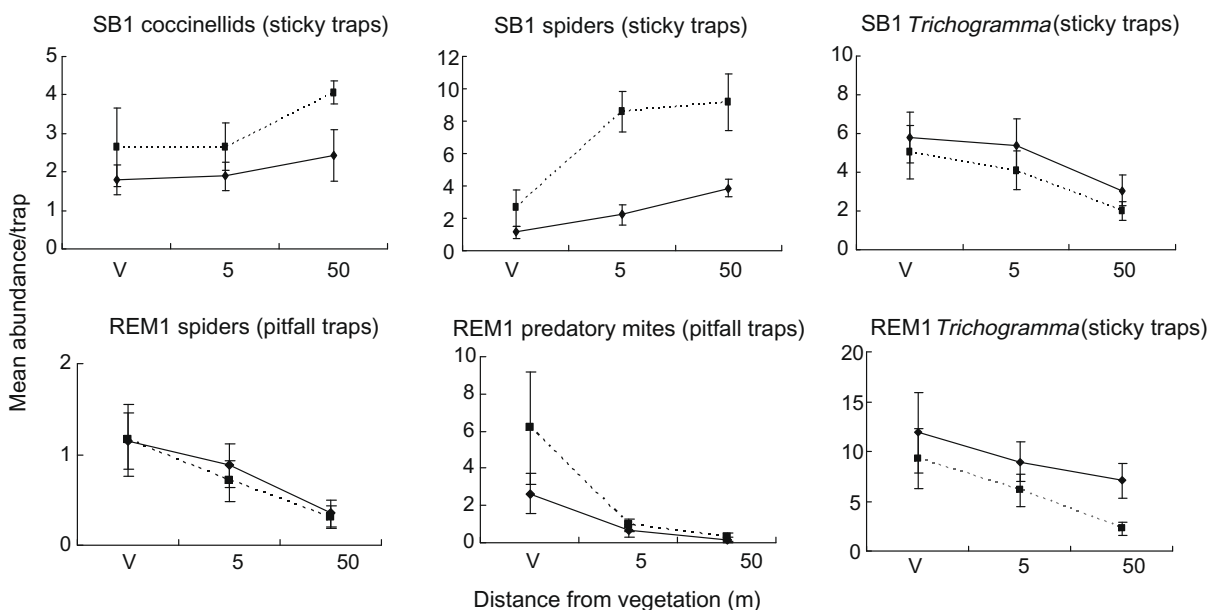 SB1 coccinellids (sticky traps)
5
4
3
2
1
0
V 5 50
SB1 spiders (sticky traps)
12
10
8
6
4
2
0
V 5 50
SB1 Trichogramma (sticky traps)
10
8
6
4
2
0
V 5 50
Mean abundance/trap
REM1 spiders (pitfall traps)
2
1
0
V 5 50
REM1 predatory mites (pitfall traps)
10
8
6
4
2
0
V 5 50
REM1 Trichogramma (sticky traps)
20
15
10
5
0
V 5 50
Distance from vegetation (m)